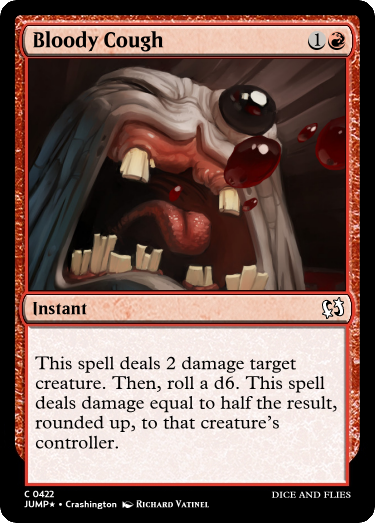 Bloody Cough 1
Instant
This spell deals 2 damage target
creature. Then, roll a d6. This spell
deals damage equal to half the result,
rounded up, to that creature's
controller.
C 0422
JUMP★ • Crashington Richard Vatinel
DICE AND FLIES